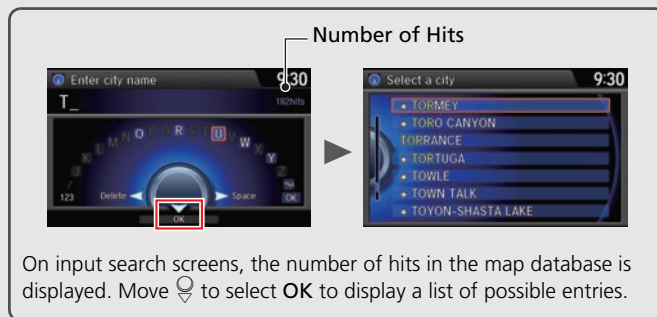 Number of Hits
Enter city name 9:30
T_ 182hits
J K L M N O P Q R S T U V W X Y Z
/
123 Delete Space OK
OK
Select a city 9:30
TORMEY
TORO CANYON
TORRANCE
TORTUGA
TOWLE
TOWN TALK
TOYON-SHASTA LAKE
On input search screens, the number of hits in the map database is
displayed. Move to select OK to display a list of possible entries.